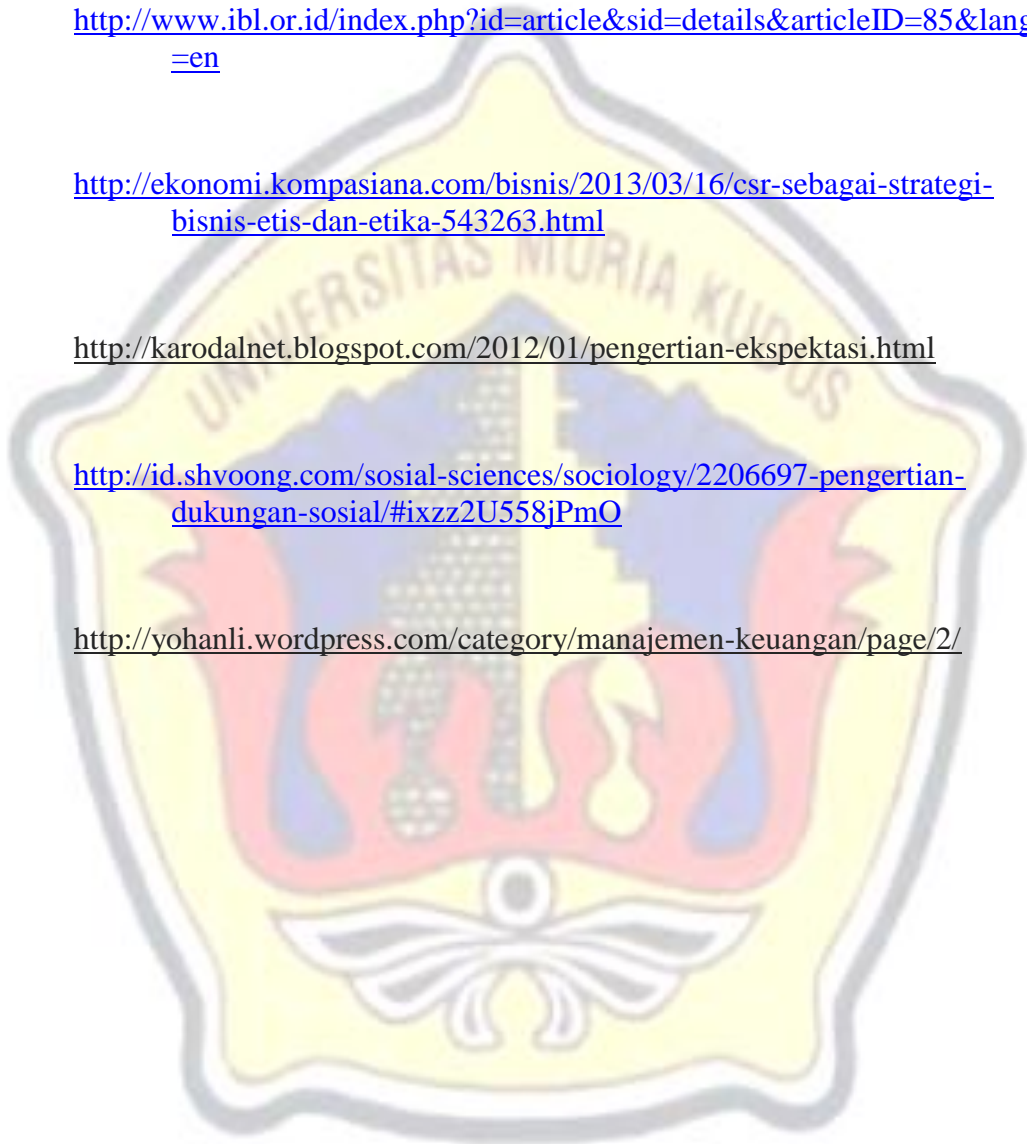 http://www.ibl.or.id/index.php?id=article&sid=details&articleID=85&lang
=en
http://ekonomi.kompasiana.com/bisnis/2013/03/16/csr-sebagai-strategi-
bisnis-etis-dan-etika-543263.html
UNIVERSITAS MURIA KUDUS
http://karodalnet.blogspot.com/2012/01/pengertian-ekspektasi.html
http://id.shvoong.com/sosial-sciences/sociology/2206697-pengertian-
dukungan-sosial/#ixzz2U558jPmO
http://yohanli.wordpress.com/category/manajemen-keuangan/page/2/